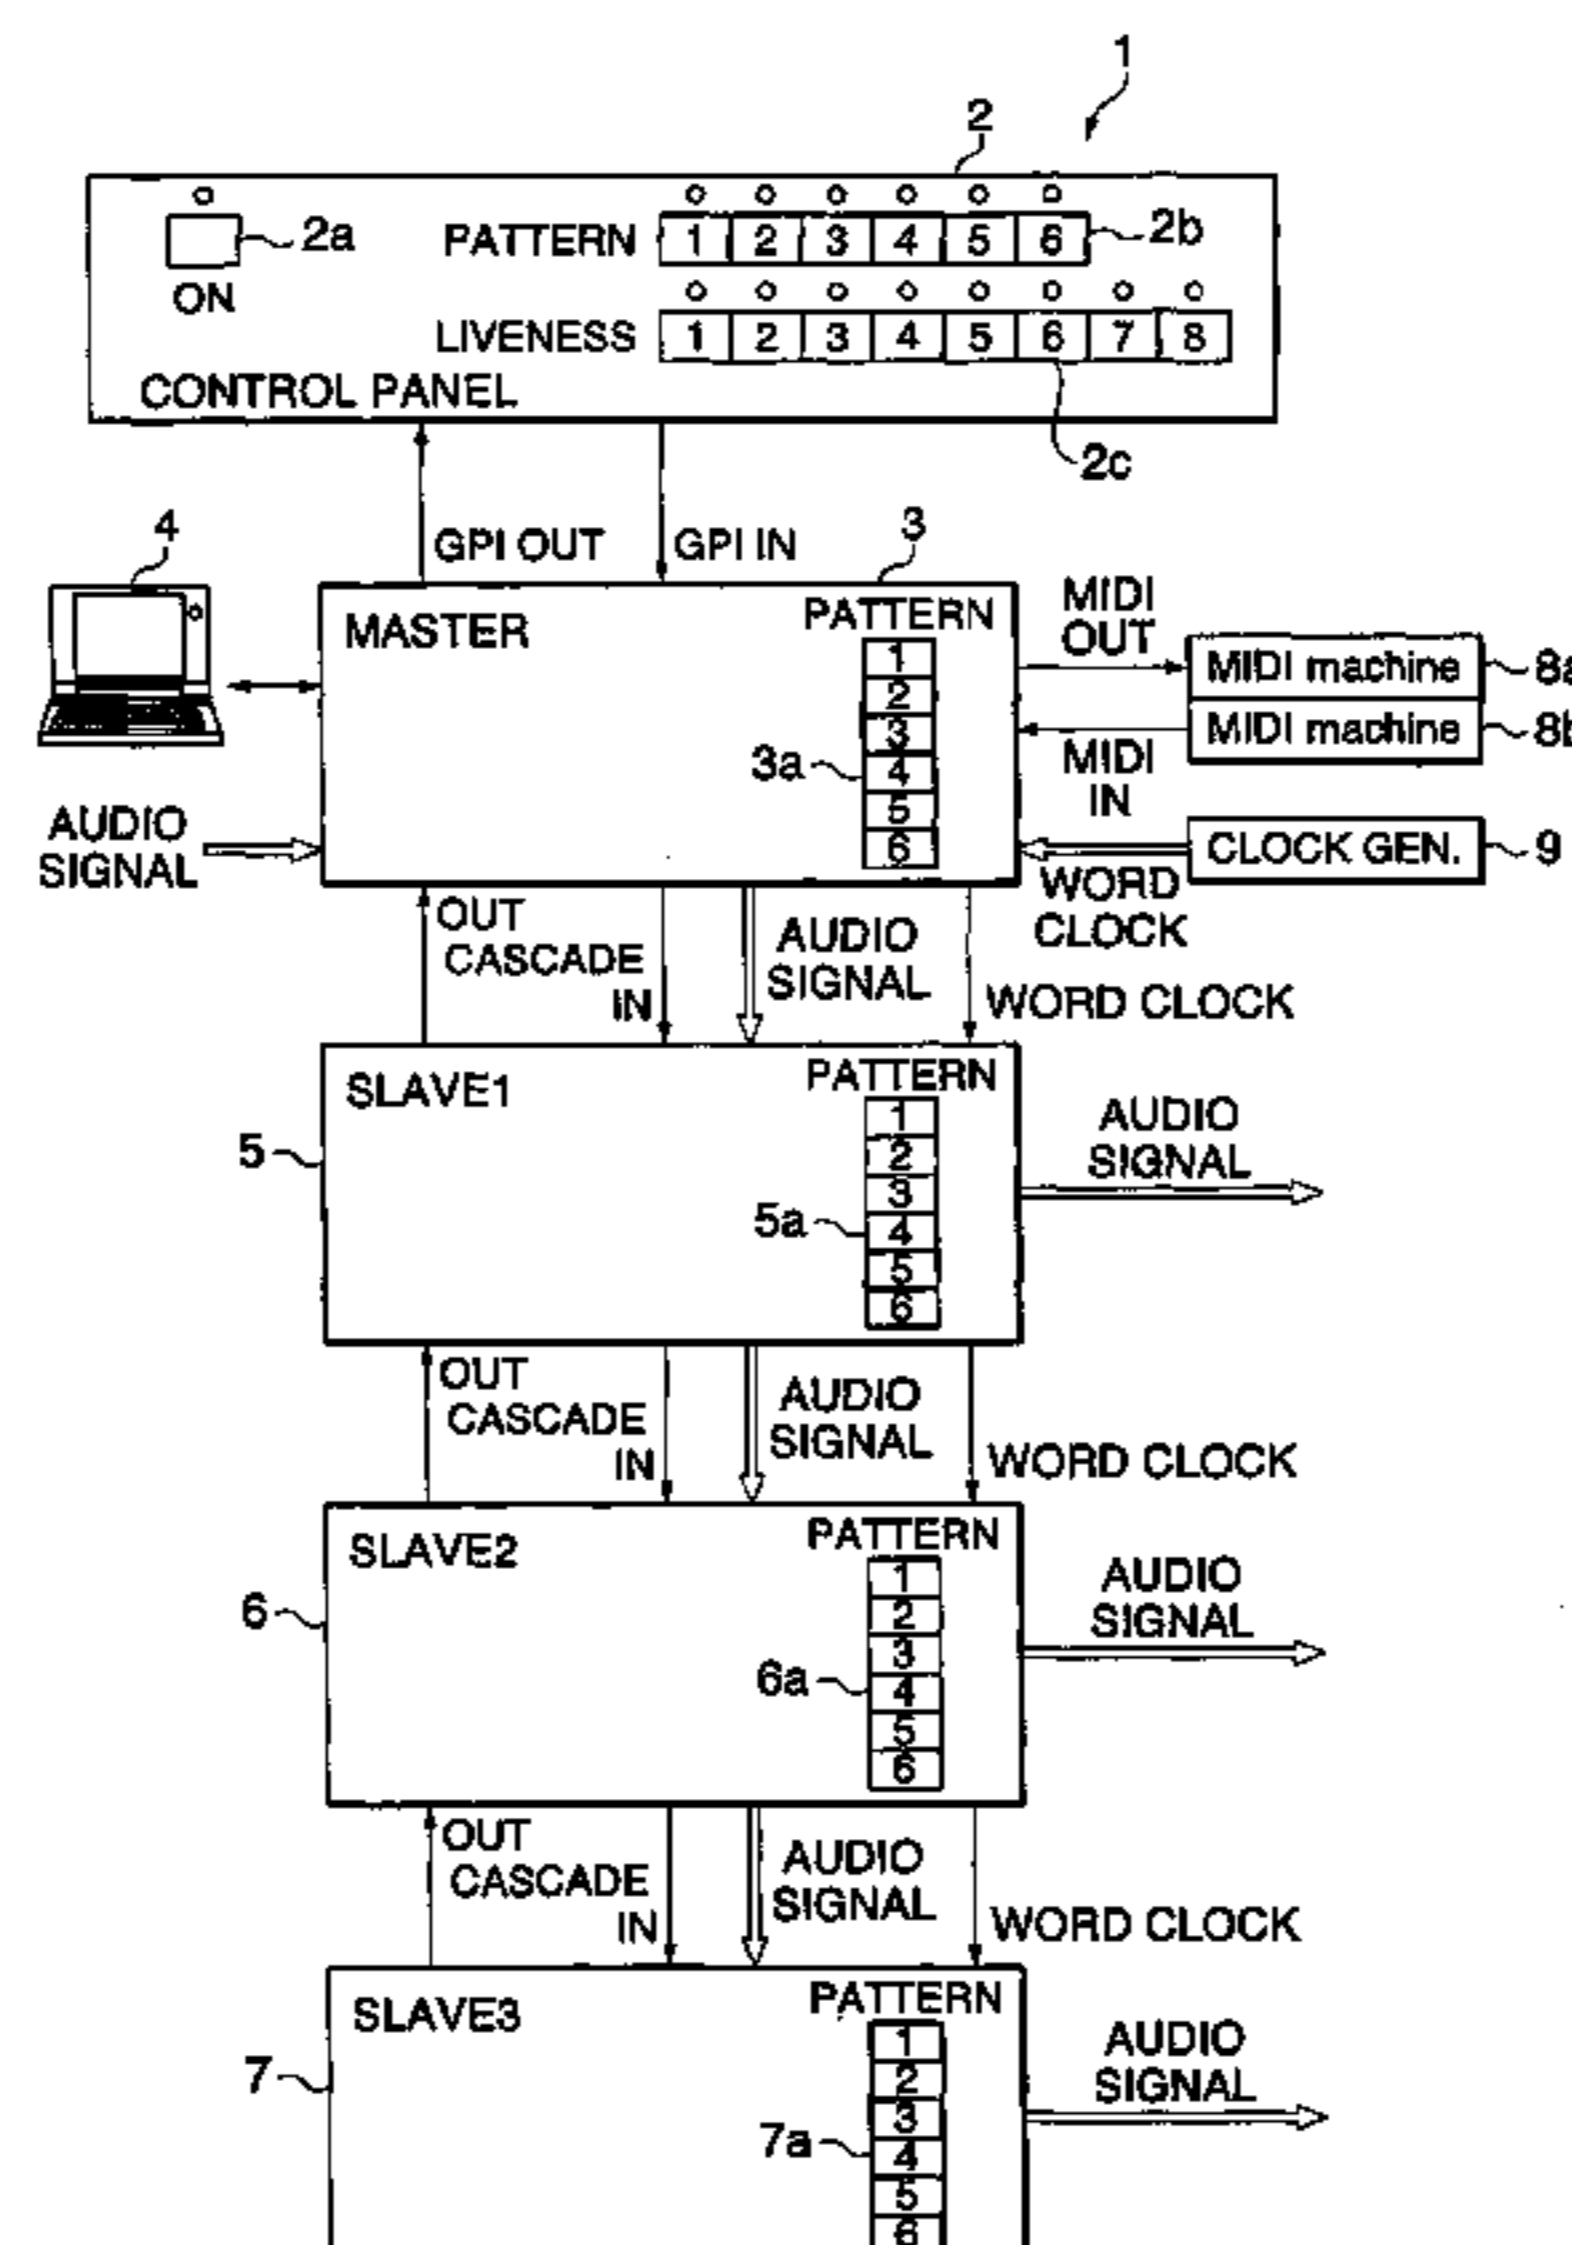 1
2
2a
PATTERN 1 2 3 4 5 6 2b
ON
LIVENESS 1 2 3 4 5 6 7 8
CONTROL PANEL
2c
4
GPI OUT
GPI IN
3
MASTER
PATTERN
1
2
3
4
5
6
3a
MIDI
OUT
MIDI machine
MIDI machine
MIDI
IN
AUDIO
SIGNAL
CLOCK GEN. 9
WORD
CLOCK
OUT
CASCADE
IN
AUDIO
SIGNAL
WORD CLOCK
SLAVE1
PATTERN
1
2
3
4
5
6
5
5a
AUDIO
SIGNAL
OUT
CASCADE
IN
AUDIO
SIGNAL
WORD CLOCK
SLAVE2
PATTERN
1
2
3
4
5
6
6
6a
AUDIO
SIGNAL
OUT
CASCADE
IN
AUDIO
SIGNAL
WORD CLOCK
SLAVE3
PATTERN
1
2
3
4
5
6
7
7a
AUDIO
SIGNAL